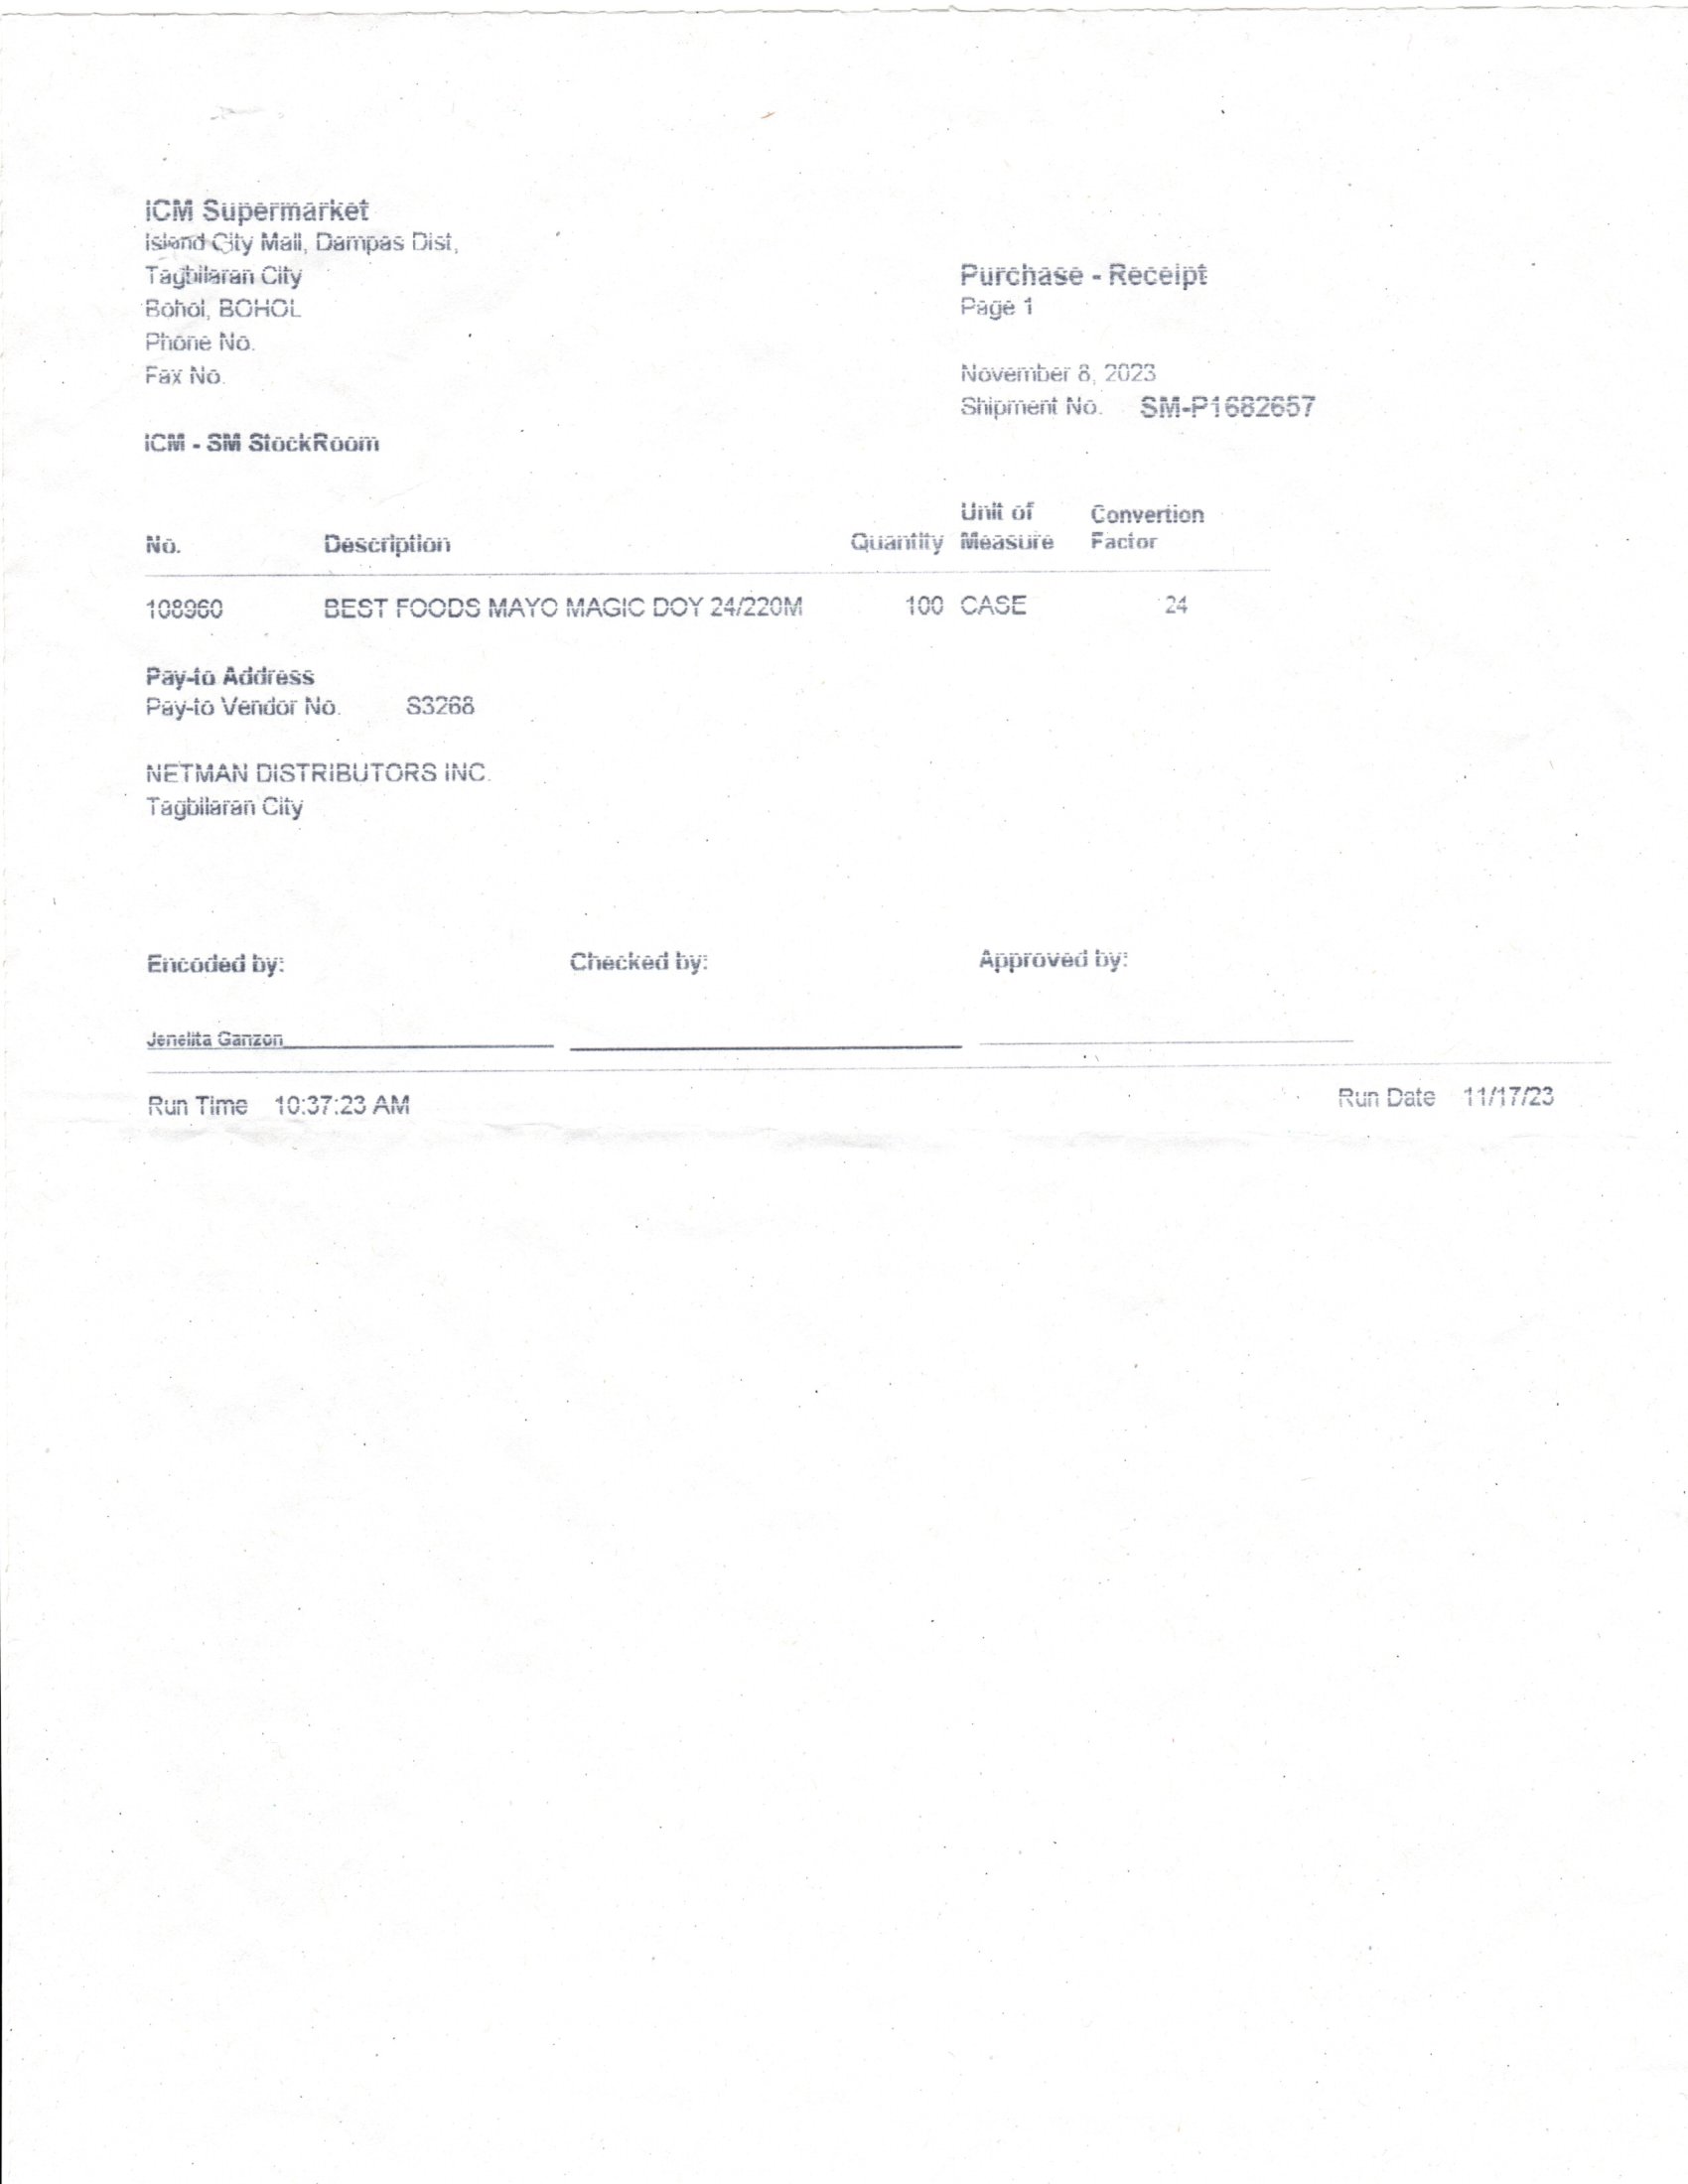 ICM Supermarket
Island City Mall, Dampas Dist,
Tagbilaran City
Bohol, BOHOL
Phone No.
Fax No.
Purchase - Receipt
Page 1
November 8, 2023
Shipment No. SM-P1682657
ICM - SM StockRoom
No. Description Quantity Unit of Measure Convertion Factor
108960 BEST FOODS MAYO MAGIC DOY 24/220M 100 CASE 24
Pay-to Address
Pay-to Vendor No. S3268
NETMAN DISTRIBUTORS INC.
Tagbilaran City
Encoded by: Checked by: Approved by:
Jenelita Ganzon
Run Time 10:37:23 AM Run Date 11/17/23